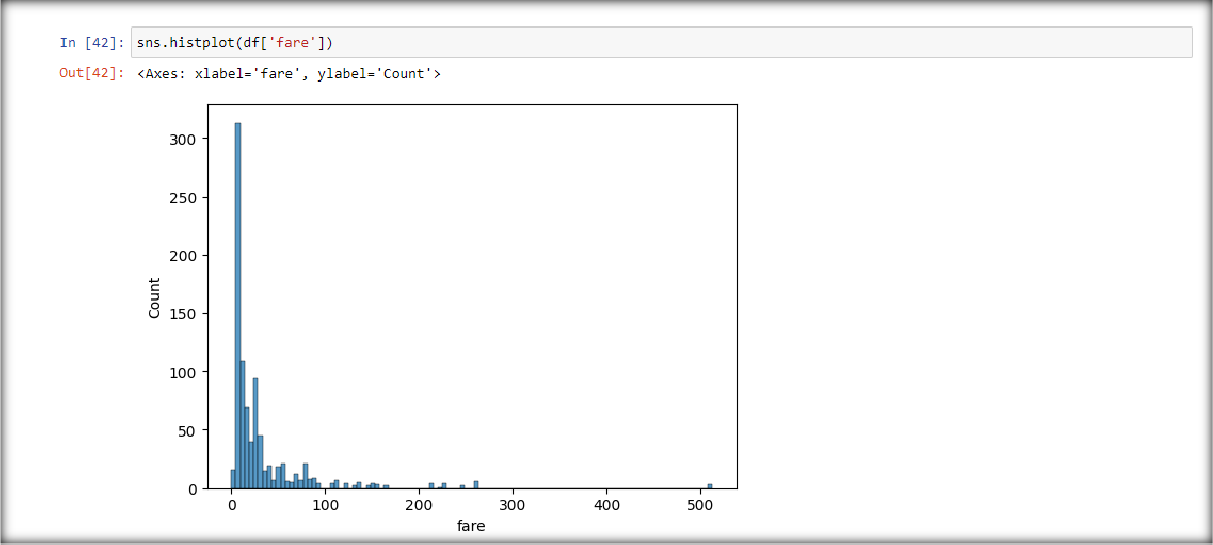 In [42]: sns.histplot(df['fare'])
Out[42]: <Axes: xlabel='fare', ylabel='Count'>
300
250
200
150
100
50
0
Count
0 100 200 300 400 500
fare